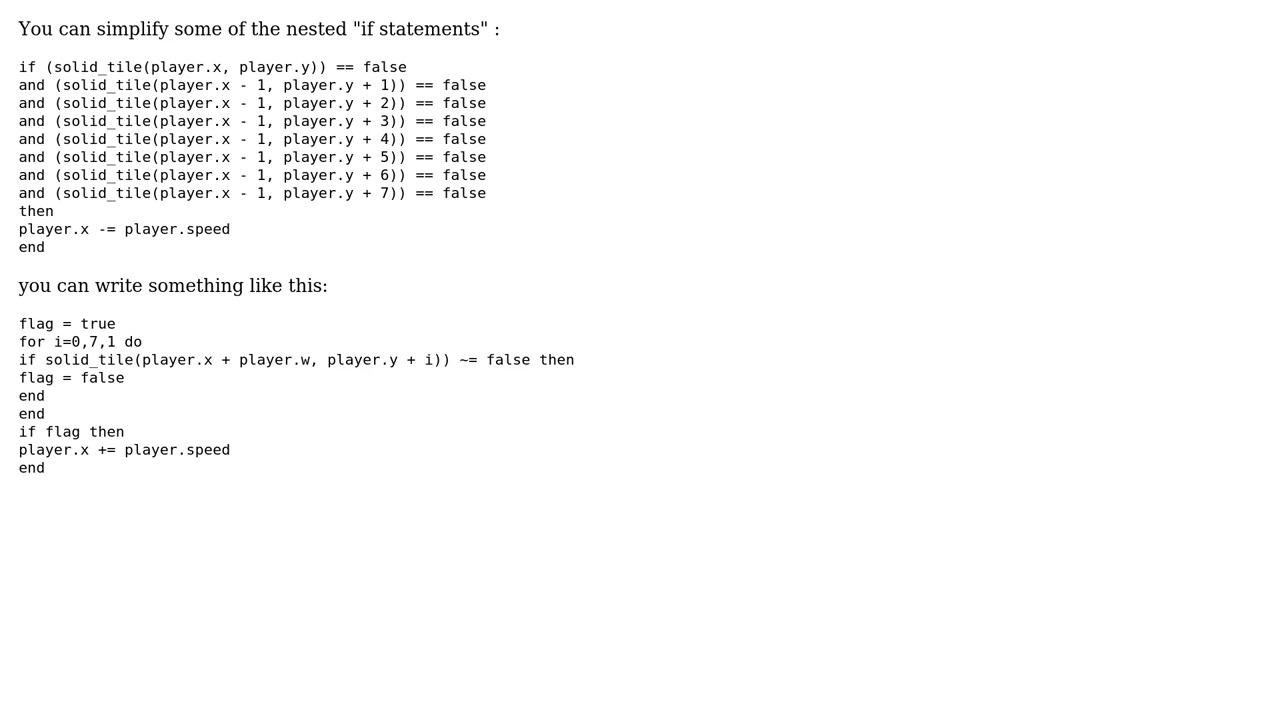 You can simplify some of the nested "if statements" :
if (solid_tile(player.x, player.y)) == false
and (solid_tile(player.x - 1, player.y + 1)) == false
and (solid_tile(player.x - 1, player.y + 2)) == false
and (solid_tile(player.x - 1, player.y + 3)) == false
and (solid_tile(player.x - 1, player.y + 4)) == false
and (solid_tile(player.x - 1, player.y + 5)) == false
and (solid_tile(player.x - 1, player.y + 6)) == false
and (solid_tile(player.x - 1, player.y + 7)) == false
then
player.x -= player.speed
end
you can write something like this:
flag = true
for i=0,7,1 do
if solid_tile(player.x + player.w, player.y + i)) ~= false then
flag = false
end
end
if flag then
player.x += player.speed
end